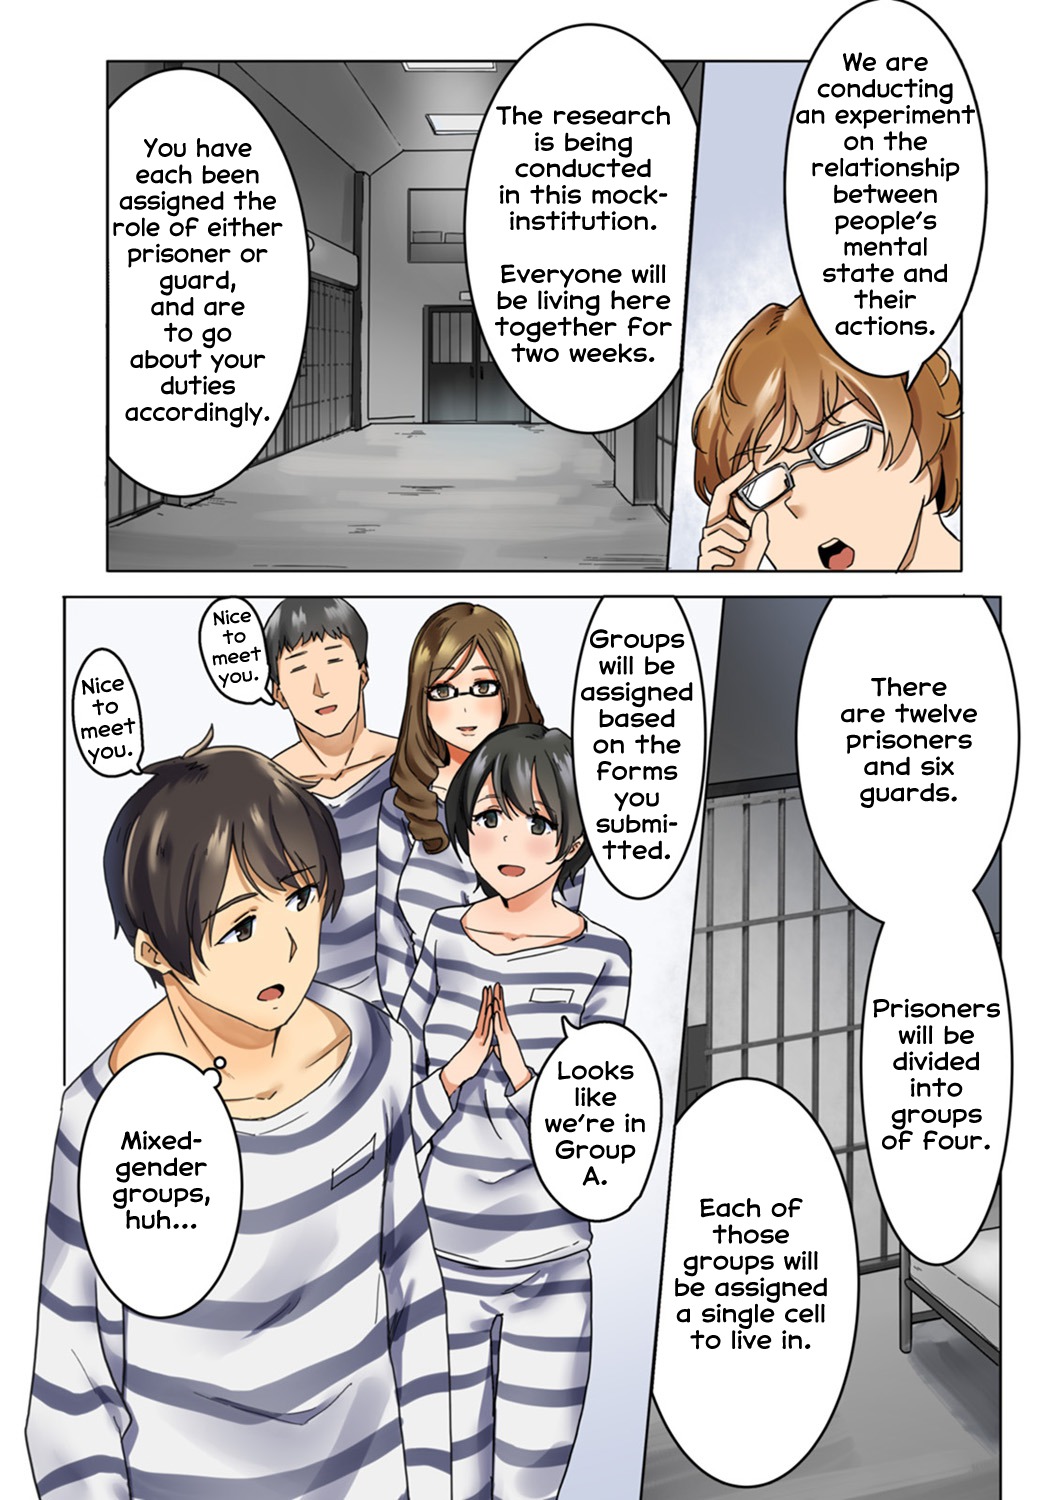 We are
conducting
an experiment
on the
relationship
between
people's
mental
state and
their
actions.
The research
is being
conducted
in this mock-
institution.
Everyone will
be living here
together for
two weeks.
You have
each been
assigned the
role of either
prisoner or
guard,
and are
to go
about your
duties
accordingly.
There
are twelve
prisoners
and six
guards.
Prisoners
will be
divided
into
groups
of four.
Each of
those
groups will
be assigned
a single cell
to live in.
Groups
will be
assigned
based
on the
forms
you
submi-
tted.
Looks
like
we're in
Group
A.
Nice
to
meet
you.
Nice
to
meet
you.
Mixed-
gender
groups,
huh...